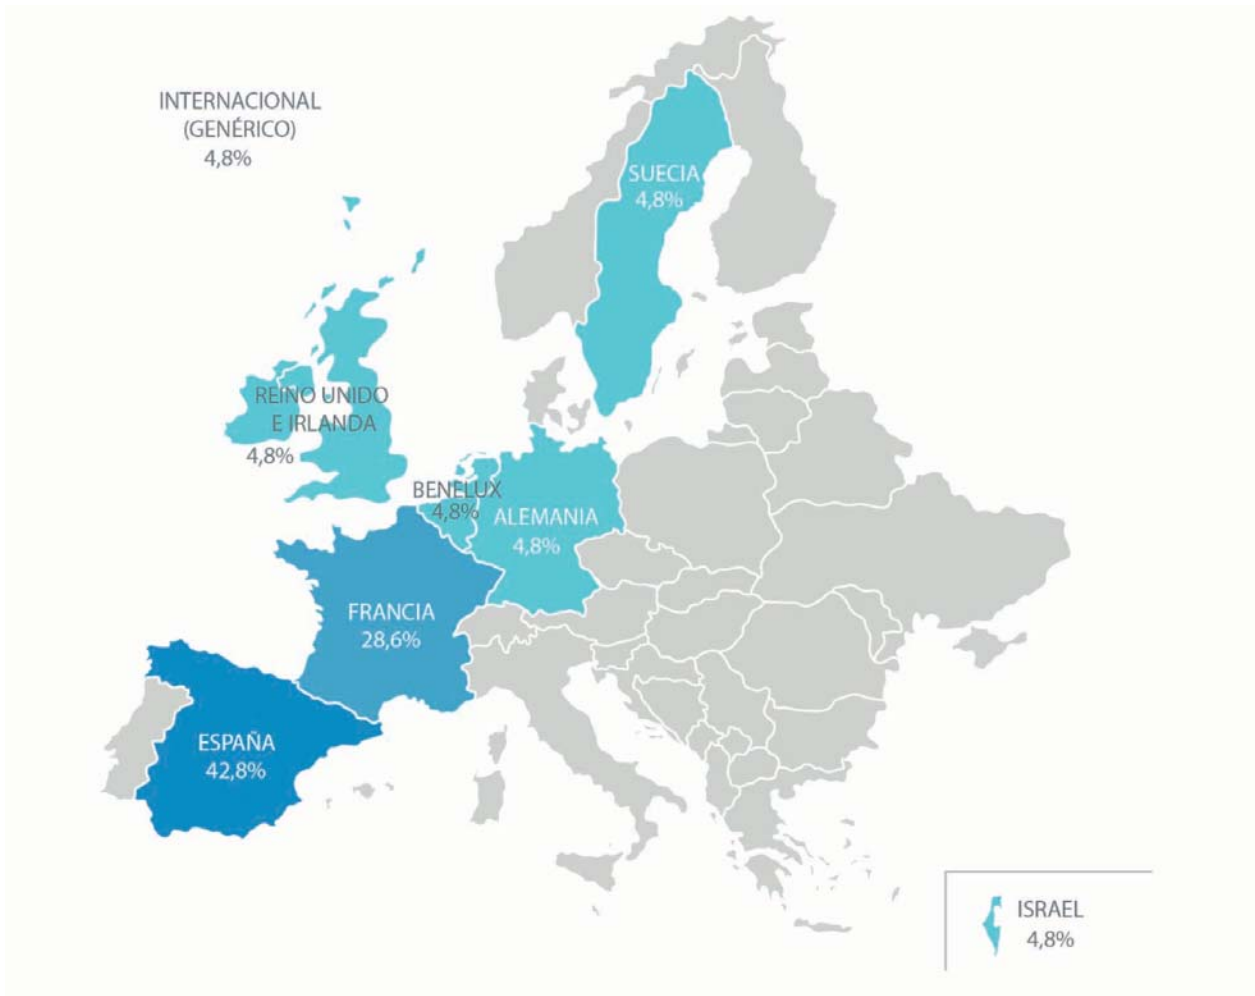 INTERNACIONAL
(GENÉRICO)
4,8%
SUECIA
4,8%
REINO UNIDO
E IRLANDA
4,8%
BENELUX
4,8%
ALEMANIA
4,8%
FRANCIA
28,6%
ESPAÑA
42,8%
ISRAEL
4,8%